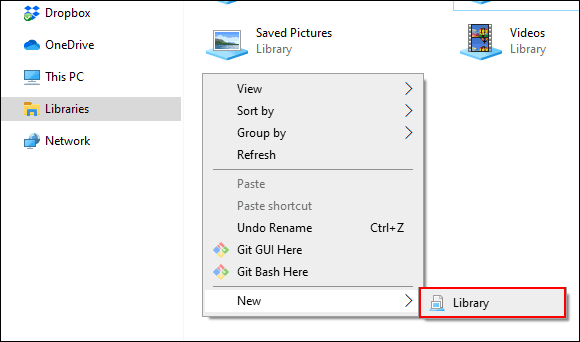 Dropbox
OneDrive
This PC
Libraries
Network
Saved Pictures
Library
Videos
Library
View
Sort by
Group by
Refresh
Paste
Paste shortcut
Undo Rename Ctrl+Z
Git GUI Here
Git Bash Here
New
Library